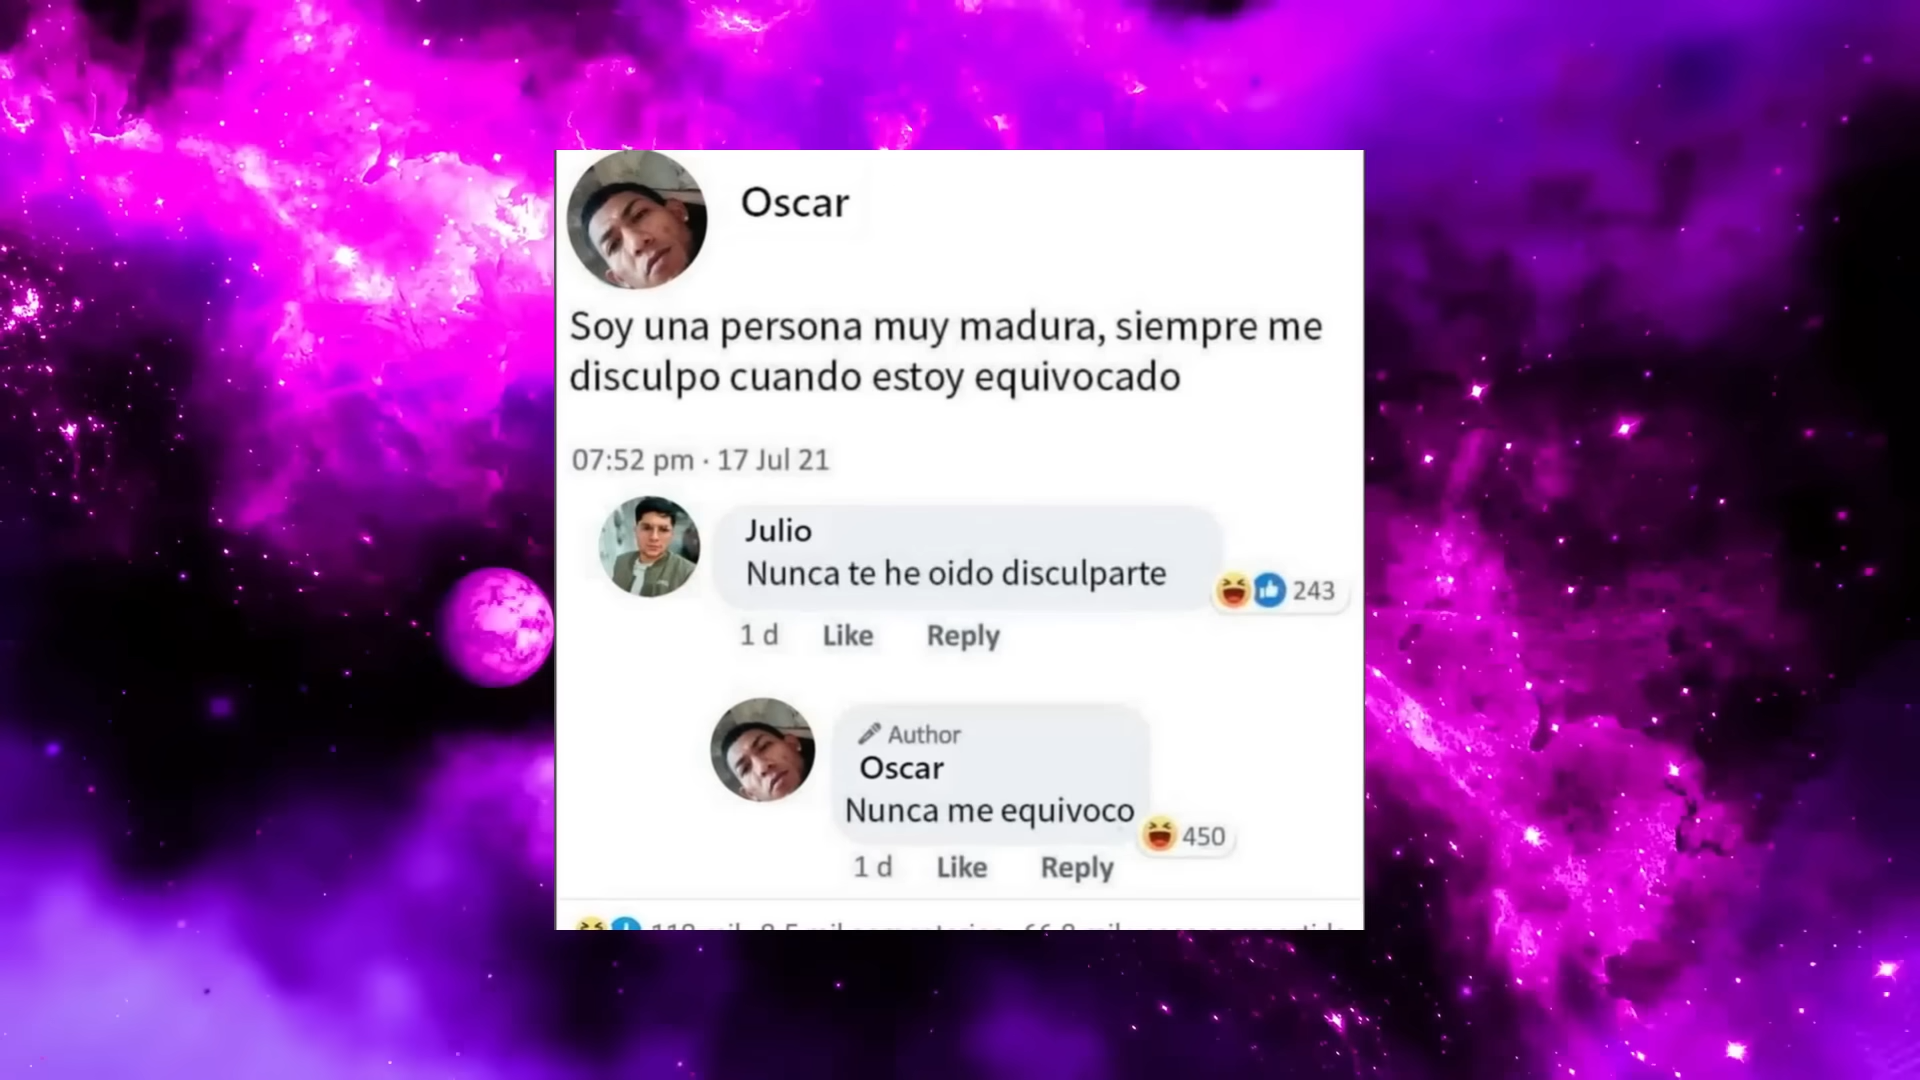 Oscar
Soy una persona muy madura, siempre me
disculpo cuando estoy equivocado
07:52 pm · 17 Jul 21
Julio
Nunca te he oido disculparte
243
1 d Like Reply
Author
Oscar
Nunca me equivoco
450
1 d Like Reply